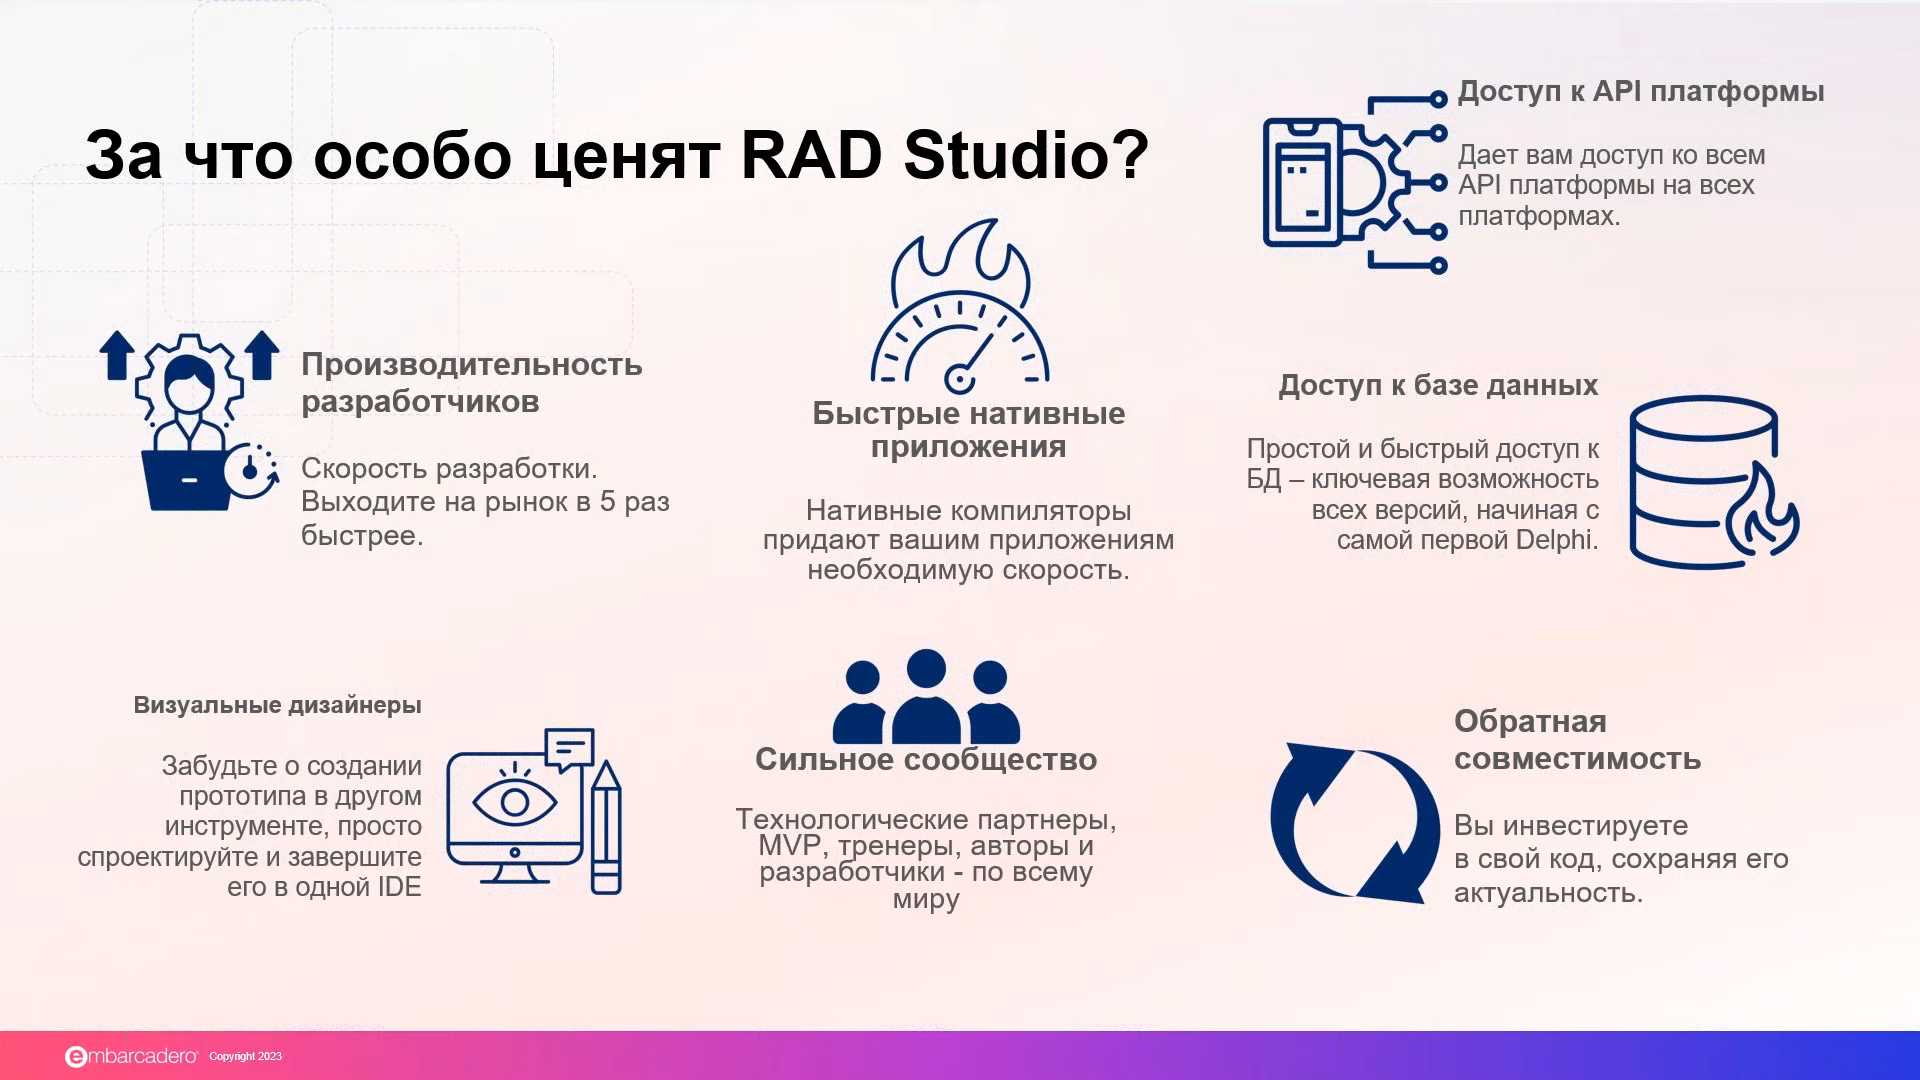 За что особо ценят RAD Studio?
Доступ к API платформы
Дает вам доступ ко всем
API платформы на всех
платформах.
Производительность
разработчиков
Скорость разработки.
Выходите на рынок в 5 раз
быстрее.
Быстрые нативные
приложения
Нативные компиляторы
придают вашим приложениям
необходимую скорость.
Доступ к базе данных
Простой и быстрый доступ к
БД – ключевая возможность
всех версий, начиная с
самой первой Delphi.
Визуальные дизайнеры
Забудьте о создании
прототипа в другом
инструменте, просто
спроектируйте и завершите
его в одной IDE
Сильное сообщество
Технологические партнеры,
MVP, тренеры, авторы и
разработчики - по всему
миру
Обратная
совместимость
Вы инвестируете
в свой код, сохраняя его
актуальность.
embarcadero Copyright 2023